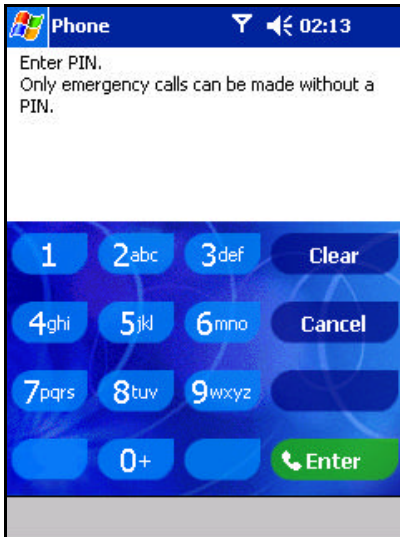 Phone 02:13
Enter PIN.
Only emergency calls can be made without a
PIN.
1 2abc 3def Clear
4ghi 5jkl 6mno Cancel
7pqrs 8tuv 9wxyz
0+ Enter